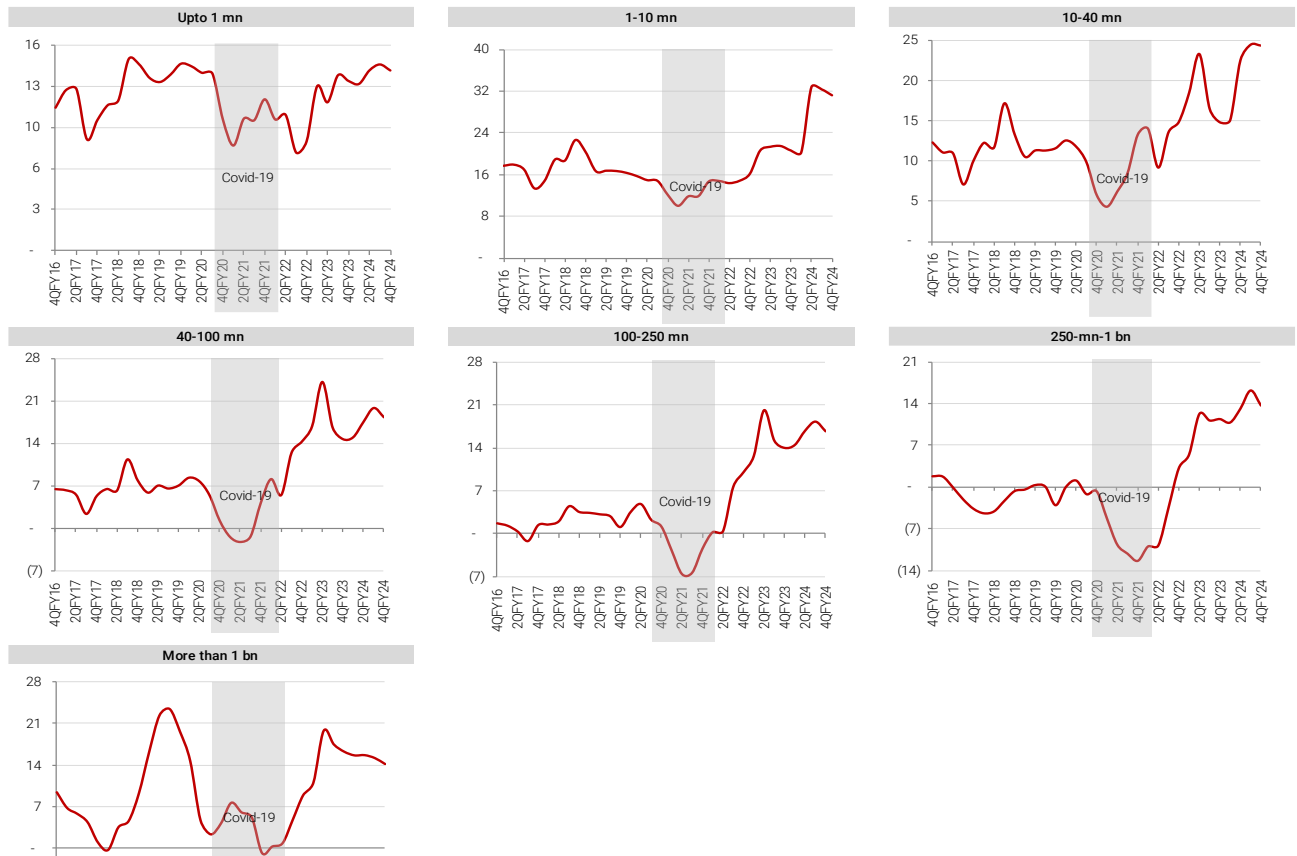 Upto 1 mn
16
13
10
6
3
-
Covid-19
4QFY16
2QFY17
4QFY17
2QFY18
4QFY18
2QFY19
4QFY19
2QFY20
4QFY20
2QFY21
4QFY21
2QFY22
4QFY22
2QFY23
4QFY23
2QFY24
4QFY24
1-10 mn
40
32
24
16
8
-
Covid-19
4QFY16
2QFY17
4QFY17
2QFY18
4QFY18
2QFY19
4QFY19
2QFY20
4QFY20
2QFY21
4QFY21
2QFY22
4QFY22
2QFY23
4QFY23
2QFY24
4QFY24
10-40 mn
25
20
15
10
5
-
Covid-19
4QFY16
2QFY17
4QFY17
2QFY18
4QFY18
2QFY19
4QFY19
2QFY20
4QFY20
2QFY21
4QFY21
2QFY22
4QFY22
2QFY23
4QFY23
2QFY24
4QFY24
40-100 mn
28
21
14
7
-
(7)
Covid-19
4QFY16
2QFY17
4QFY17
2QFY18
4QFY18
2QFY19
4QFY19
2QFY20
4QFY20
2QFY21
4QFY21
2QFY22
4QFY22
2QFY23
4QFY23
2QFY24
4QFY24
100-250 mn
28
21
14
7
-
(7)
Covid-19
4QFY16
2QFY17
4QFY17
2QFY18
4QFY18
2QFY19
4QFY19
2QFY20
4QFY20
2QFY21
4QFY21
2QFY22
4QFY22
2QFY23
4QFY23
2QFY24
4QFY24
250-mn-1 bn
21
14
7
-
(7)
(14)
Covid-19
4QFY16
2QFY17
4QFY17
2QFY18
4QFY18
2QFY19
4QFY19
2QFY20
4QFY20
2QFY21
4QFY21
2QFY22
4QFY22
2QFY23
4QFY23
2QFY24
4QFY24
More than 1 bn
28
21
14
7
-
Covid-19